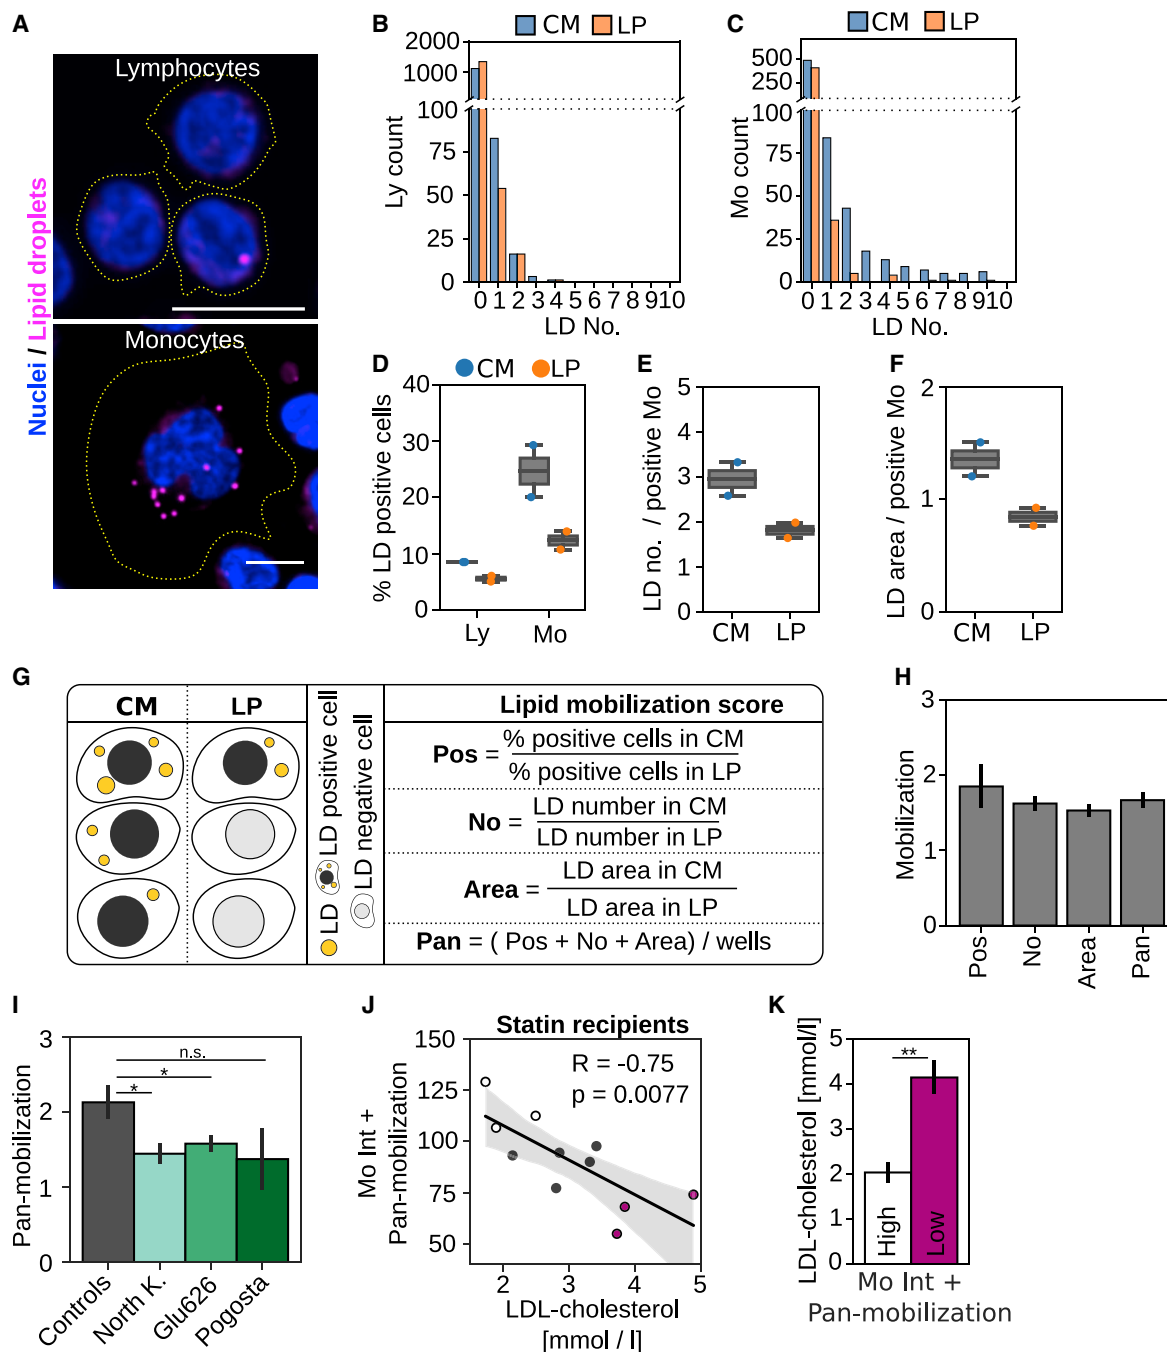 A
Lymphocytes
Monocytes
Nuclei / Lipid droplets
B
CM LP
2000
1000
100
75
50
25
0
Ly count
0 1 2 3 4 5 6 7 8 9 10
LD No.
C
CM LP
500
250
100
75
50
25
0
Mo count
0 1 2 3 4 5 6 7 8 9 10
LD No.
D
CM LP
40
30
20
10
0
% LD positive cells
Ly Mo
E
5
4
3
2
1
0
LD no. / positive Mo
CM LP
F
2
1
0
LD area / positive Mo
CM LP
G
CM LP
LD
LD positive cell
LD negative cell
Lipid mobilization score
Pos = % positive cells in CM
% positive cells in LP
No = LD number in CM
LD number in LP
Area = LD area in CM
LD area in LP
Pan = ( Pos + No + Area) / wells
H
3
2
1
0
Mobilization
Pos No Area Pan
I
3
2
1
0
Pan-mobilization
n.s.
*
*
Controls North K. Glu626 Pogosta
J
Statin recipients
150
125
100
75
50
R = -0.75
p = 0.0077
Mo Int +
Pan-mobilization
2 3 4 5
LDL-cholesterol
[mmol / l]
K
5
4
3
2
1
0
LDL-cholesterol [mmol/l]
**
High Low
Mo Int +
Pan-mobilization